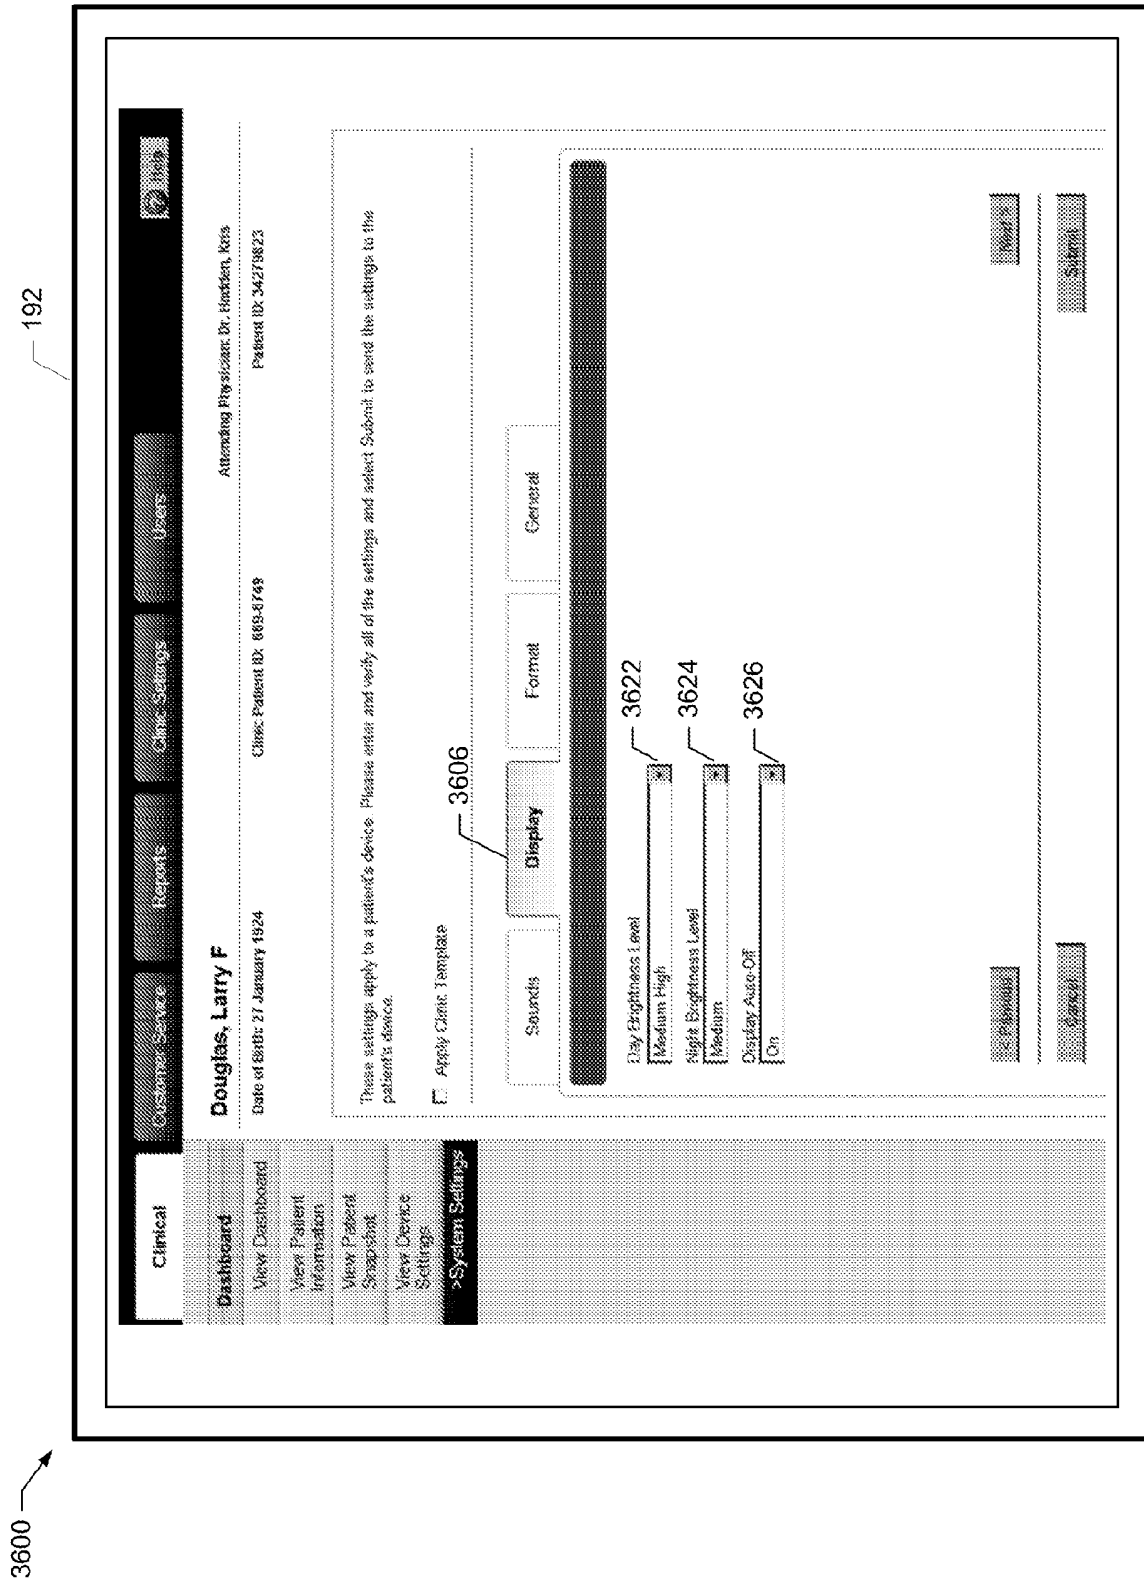 3600
192
Clinical
Customer Service
Reports
Clinic Settings
Users
Help
Dashboard
View Dashboard
View Patient
Information
View Patient
Snapshot
View Device
Settings
>System Settings
Douglas, Larry F
Attending Physician: Dr. Hadden, Kris
Date of Birth: 27 January 1924
Clinic Patient ID: 669-6749
Patient ID: 34279823
These settings apply to a patient's device. Please enter and verify all of the settings and select Submit to send the settings to the
patient's device.
Apply Clinic Template
3606
Sounds
Display
Format
General
Day Brightness Level
Medium High
3622
Night Brightness Level
Medium
3624
Display Auto-Off
On
3626
< Previous
Next >
Cancel
Submit